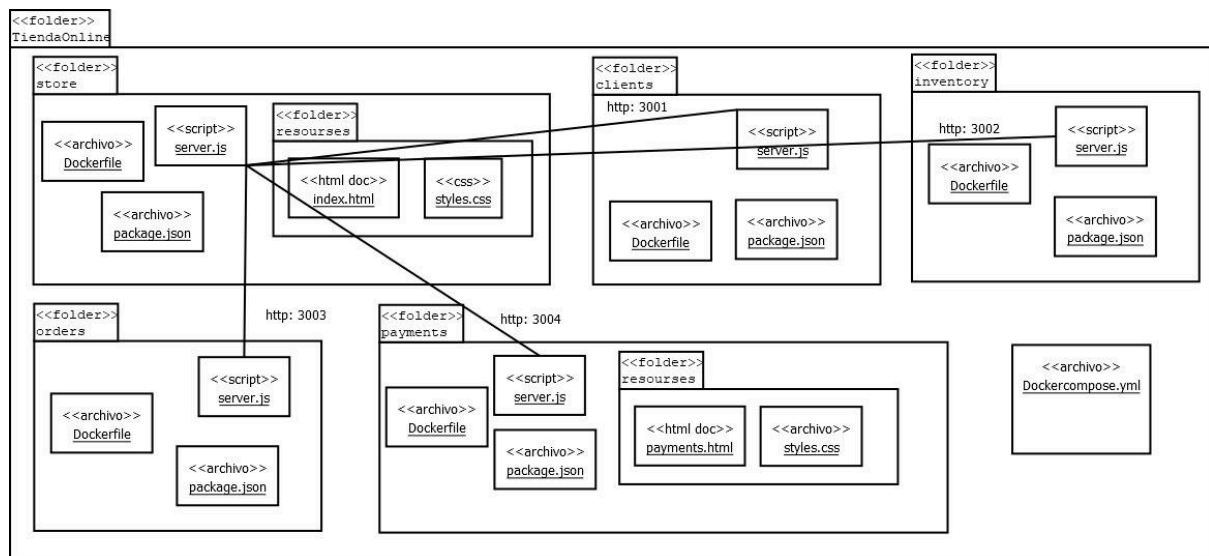 <<folder>>
TiendaOnline
<<folder>>
store
<<archivo>>
Dockerfile
<<script>>
server.js
<<archivo>>
package.json
<<folder>>
resourses
<<html doc>>
index.html
<<css>>
styles.css
<<folder>>
clients
http: 3001
<<script>>
server.js
<<archivo>>
Dockerfile
<<archivo>>
package.json
<<folder>>
inventory
http: 3002
<<script>>
server.js
<<archivo>>
Dockerfile
<<archivo>>
package.json
<<folder>>
orders
http: 3003
<<script>>
server.js
<<archivo>>
Dockerfile
<<archivo>>
package.json
<<folder>>
payments
http: 3004
<<script>>
server.js
<<archivo>>
Dockerfile
<<archivo>>
package.json
<<folder>>
resourses
<<html doc>>
payments.html
<<archivo>>
styles.css
<<archivo>>
Dockercompose.yml